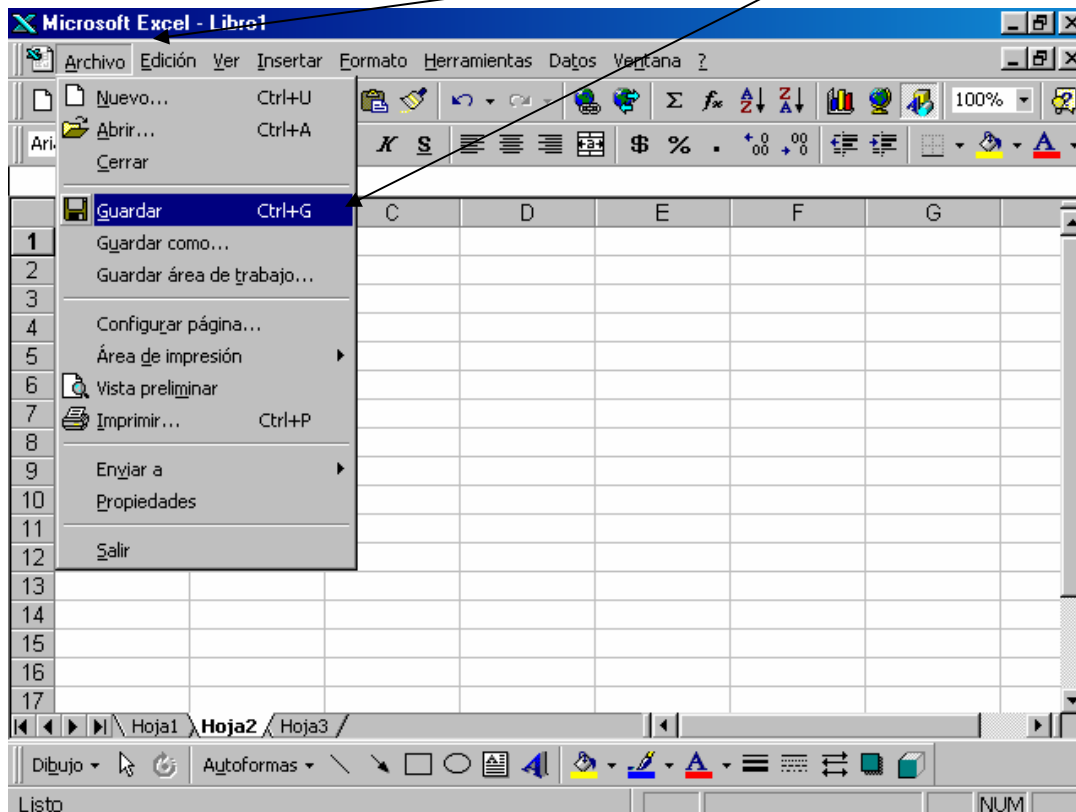 Microsoft Excel - Libro1
Archivo Edición Ver Insertar Formato Herramientas Datos Ventana ?
Nuevo... Ctrl+U
100%
Abrir... Ctrl+A
K S $ %
Cerrar
Guardar Ctrl+G
C D E F G
Guardar como...
Guardar área de trabajo...
Configurar página...
Área de impresión
Vista preliminar
Imprimir... Ctrl+P
Enviar a
Propiedades
Salir
1
2
3
4
5
6
7
8
9
10
11
12
13
14
15
16
17
Hoja1 Hoja2 Hoja3
Dibujo Autoformas
Listo NUM